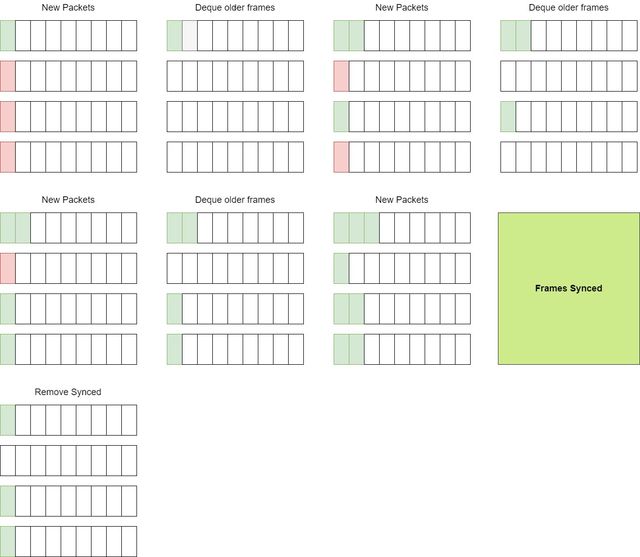 New Packets
Deque older frames
New Packets
Deque older frames
New Packets
Deque older frames
New Packets
Frames Synced
Remove Synced